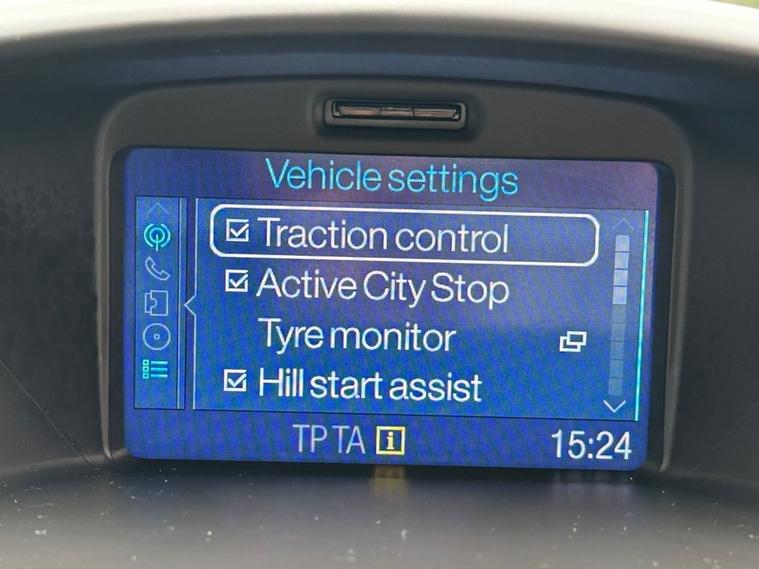 Vehicle settings
Traction control
Active City Stop
Tyre monitor
Hill start assist
TP TA i 15:24